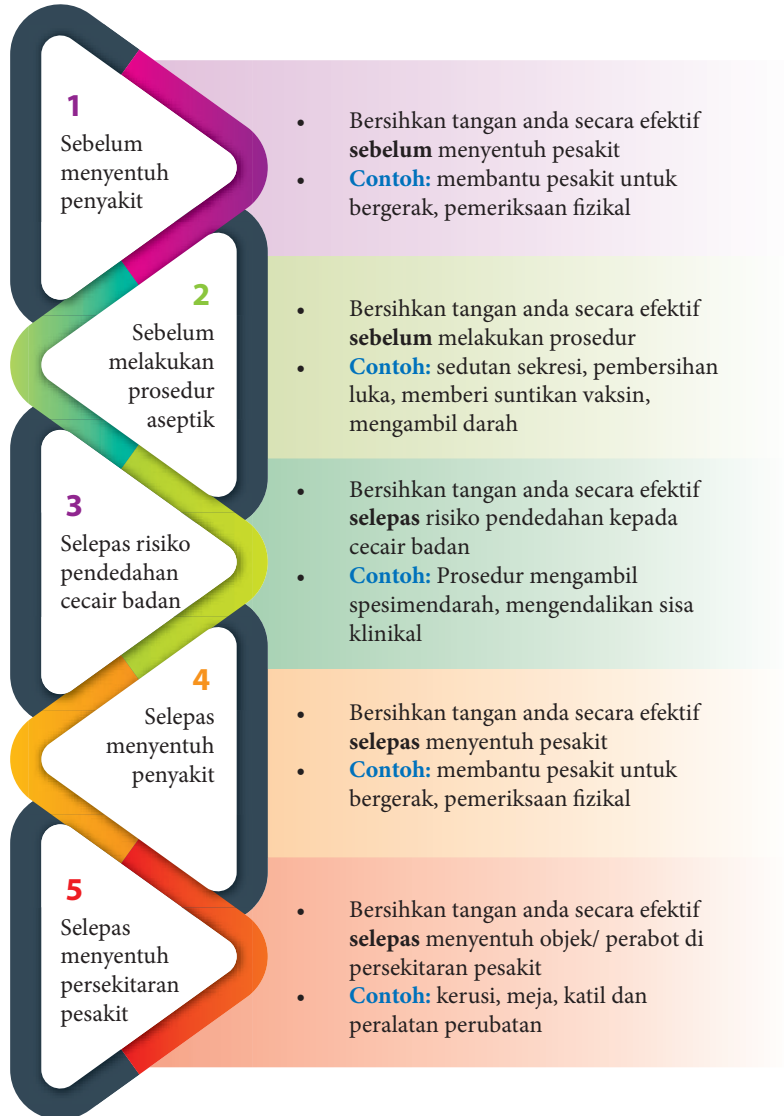 1
Sebelum
menyentuh
penyakit
• Bersihkan tangan anda secara efektif
sebelum menyentuh pesakit
• Contoh: membantu pesakit untuk
bergerak, pemeriksaan fizikal
2
Sebelum
melakukan
prosedur
aseptik
• Bersihkan tangan anda secara efektif
sebelum melakukan prosedur
• Contoh: sedutan sekresi, pembersihan
luka, memberi suntikan vaksin,
mengambil darah
3
Selepas risiko
pendedahan
cecair badan
• Bersihkan tangan anda secara efektif
selepas risiko pendedahan kepada
cecair badan
• Contoh: Prosedur mengambil
spesimendarah, mengendalikan sisa
klinikal
4
Selepas
menyentuh
penyakit
• Bersihkan tangan anda secara efektif
selepas menyentuh pesakit
• Contoh: membantu pesakit untuk
bergerak, pemeriksaan fizikal
5
Selepas
menyentuh
persekitaran
pesakit
• Bersihkan tangan anda secara efektif
selepas menyentuh objek/ perabot di
persekitaran pesakit
• Contoh: kerusi, meja, katil dan
peralatan perubatan